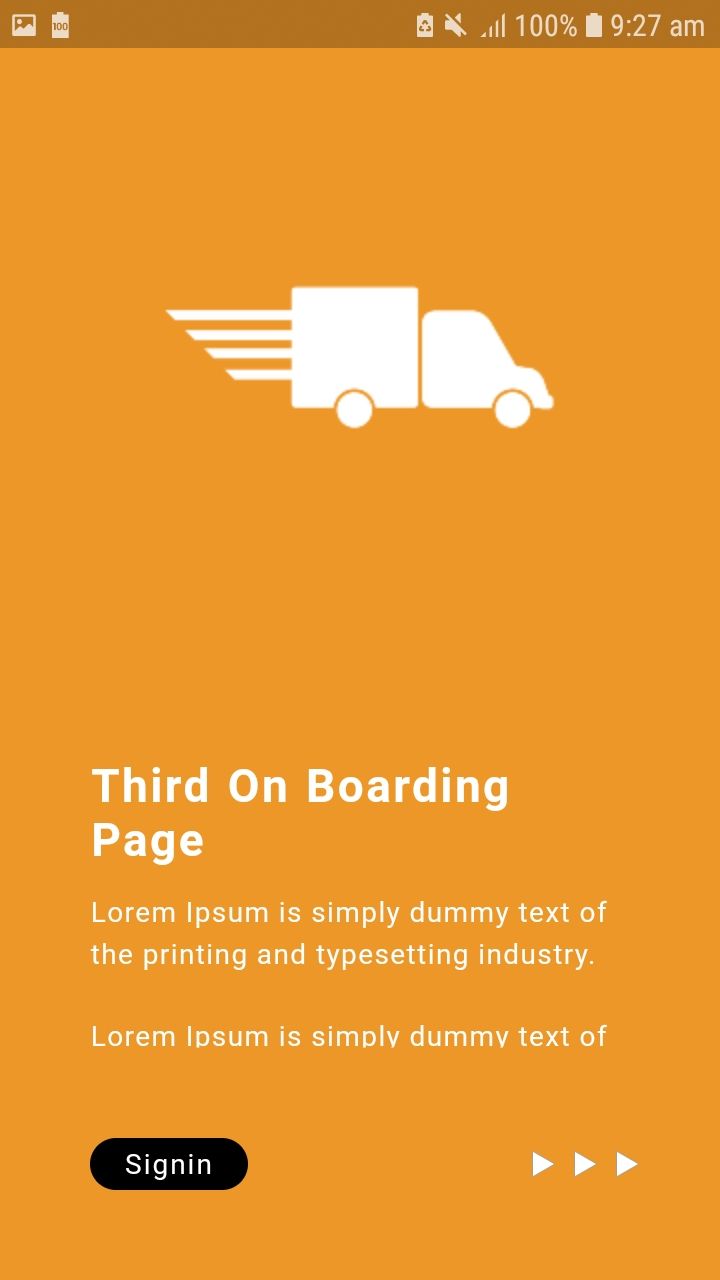 100 100% 9:27 am
Third On Boarding
Page
Lorem Ipsum is simply dummy text of
the printing and typesetting industry.
Lorem Ipsum is simply dummy text of
Signin